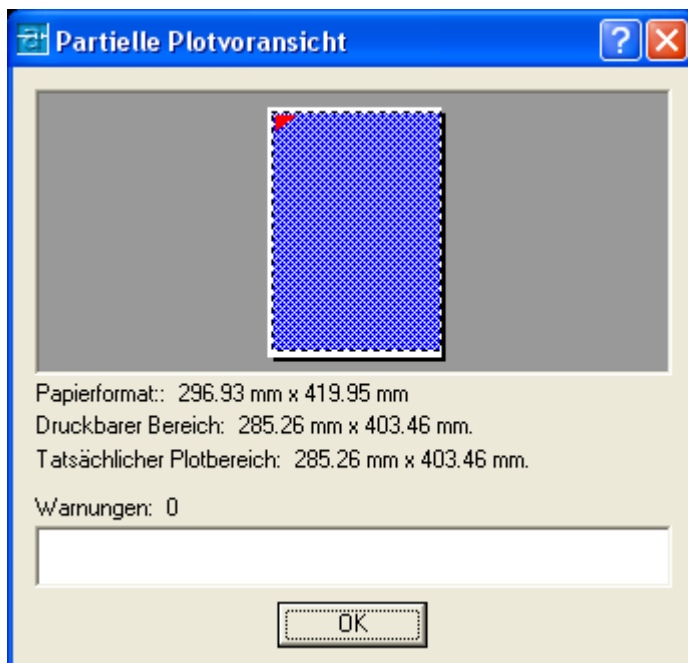 Partielle Plotvoransicht
Papierformat:: 296.93 mm x 419.95 mm
Druckbarer Bereich: 285.26 mm x 403.46 mm.
Tatsächlicher Plotbereich: 285.26 mm x 403.46 mm.
Warnungen: 0
OK